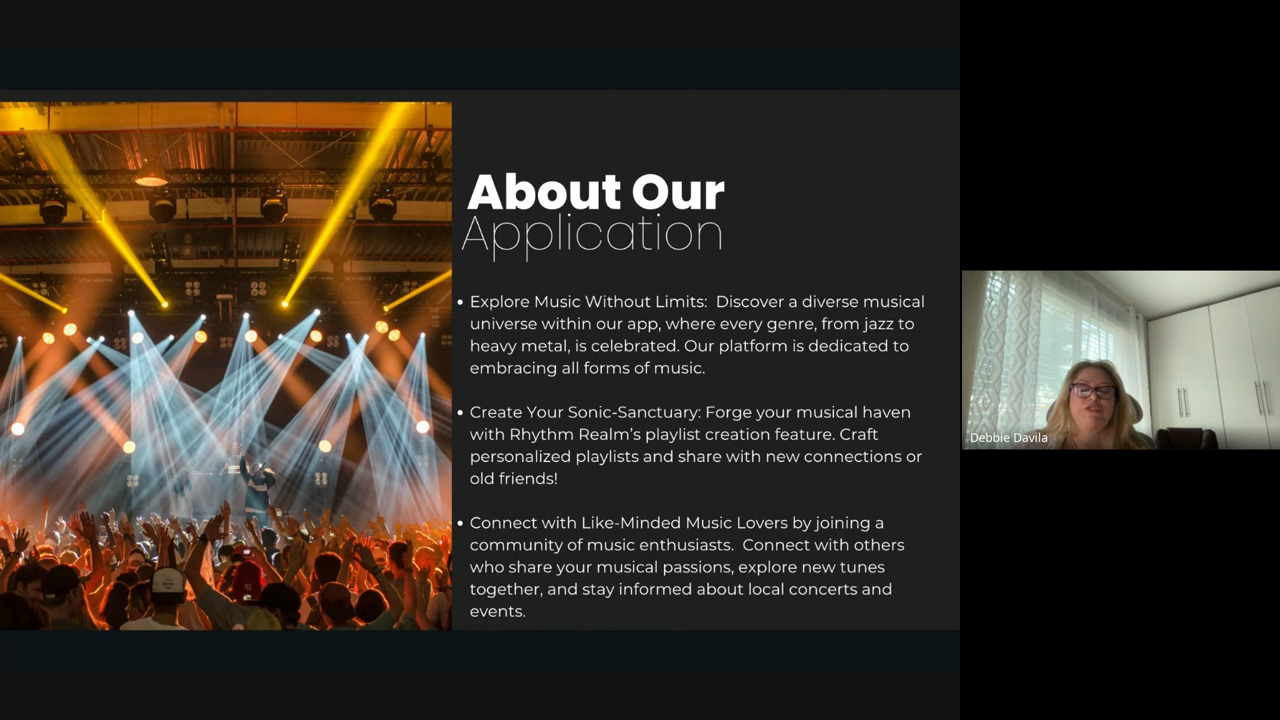 About Our
Application
• Explore Music Without Limits:  Discover a diverse musical
universe within our app, where every genre, from jazz to
heavy metal, is celebrated. Our platform is dedicated to
embracing all forms of music.
• Create Your Sonic-Sanctuary: Forge your musical haven
with Rhythm Realm’s playlist creation feature. Craft
personalized playlists and share with new connections or
old friends!
• Connect with Like-Minded Music Lovers by joining a
community of music enthusiasts.  Connect with others
who share your musical passions, explore new tunes
together, and stay informed about local concerts and
events.
Debbie Davila